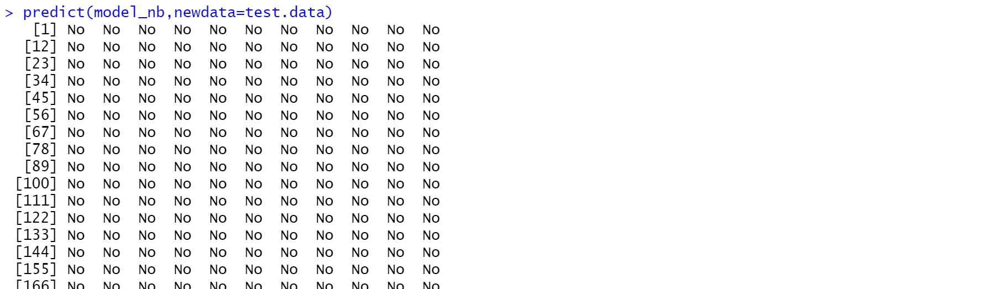 > predict(model_nb,newdata=test.data)
[1] No No No No No No No No No No No
[12] No No No No No No No No No No No
[23] No No No No No No No No No No No
[34] No No No No No No No No No No No
[45] No No No No No No No No No No No
[56] No No No No No No No No No No No
[67] No No No No No No No No No No No
[78] No No No No No No No No No No No
[89] No No No No No No No No No No No
[100] No No No No No No No No No No No
[111] No No No No No No No No No No No
[122] No No No No No No No No No No No
[133] No No No No No No No No No No No
[144] No No No No No No No No No No No
[155] No No No No No No No No No No No
[166] No No No No No No No No No No No